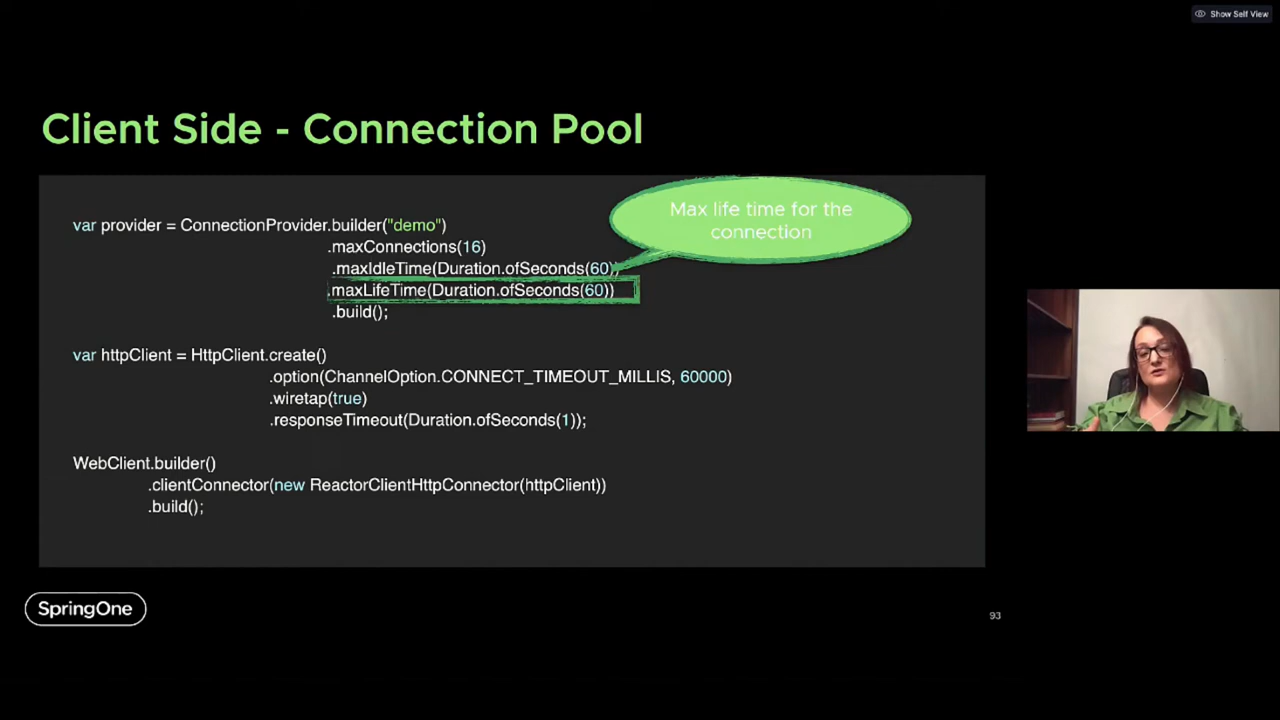 Show Self View
Client Side - Connection Pool
Max life time for the
connection
var provider = ConnectionProvider.builder("demo")
.maxConnections(16)
.maxIdleTime(Duration.ofSeconds(60))
.maxLifeTime(Duration.ofSeconds(60))
.build();
var httpClient = HttpClient.create()
.option(ChannelOption.CONNECT_TIMEOUT_MILLIS, 60000)
.wiretap(true)
.responseTimeout(Duration.ofSeconds(1));
WebClient.builder()
.clientConnector(new ReactorClientHttpConnector(httpClient))
.build();
SpringOne
93